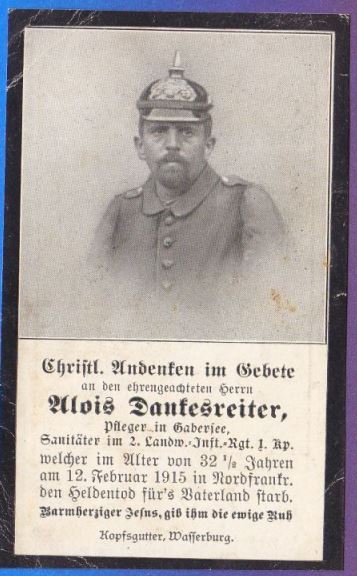 Christl. Andenken im Gebete
an den ehrengeachteten Herrn
Alois Dankesreiter,
Pfleger in Gabersee,
Sanitäter im 2. Landw.-Inft.-Rgt. 1. Kp.
welcher im Alter von 32 1/2 Jahren
am 12. Februar 1915 in Nordfrankr.
den Heldentod für's Vaterland starb.
Barmherziger Jesus, gib ihm die ewige Ruh
Kopfsgutter, Wasserburg.